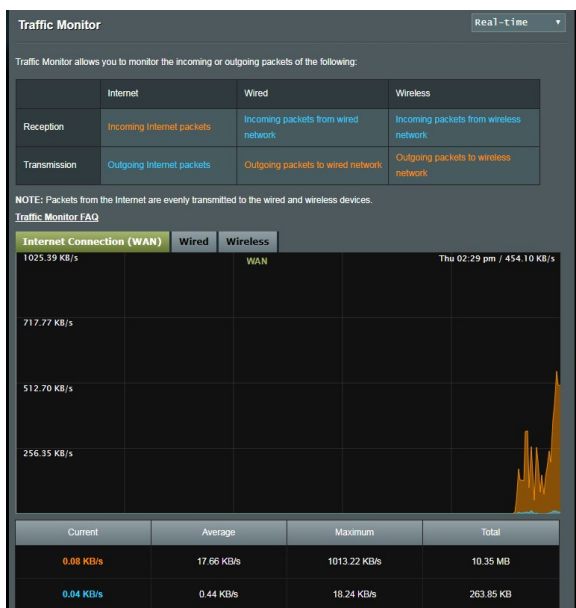 Traffic Monitor
Real-time
Traffic Monitor allows you to monitor the incoming or outgoing packets of the following:
Internet Wired Wireless
Reception Incoming Internet packets Incoming packets from wired network Incoming packets from wireless network
Transmission Outgoing Internet packets Outgoing packets to wired network Outgoing packets to wireless network
NOTE: Packets from the Internet are evenly transmitted to the wired and wireless devices.
Traffic Monitor FAQ
Internet Connection (WAN) Wired Wireless
1025.39 KB/s WAN Thu 02:29 pm / 454.10 KB/s
717.77 KB/s
512.70 KB/s
256.35 KB/s
Current Average Maximum Total
0.08 KB/s 17.66 KB/s 1013.22 KB/s 10.35 MB
0.04 KB/s 0.44 KB/s 18.24 KB/s 263.85 KB